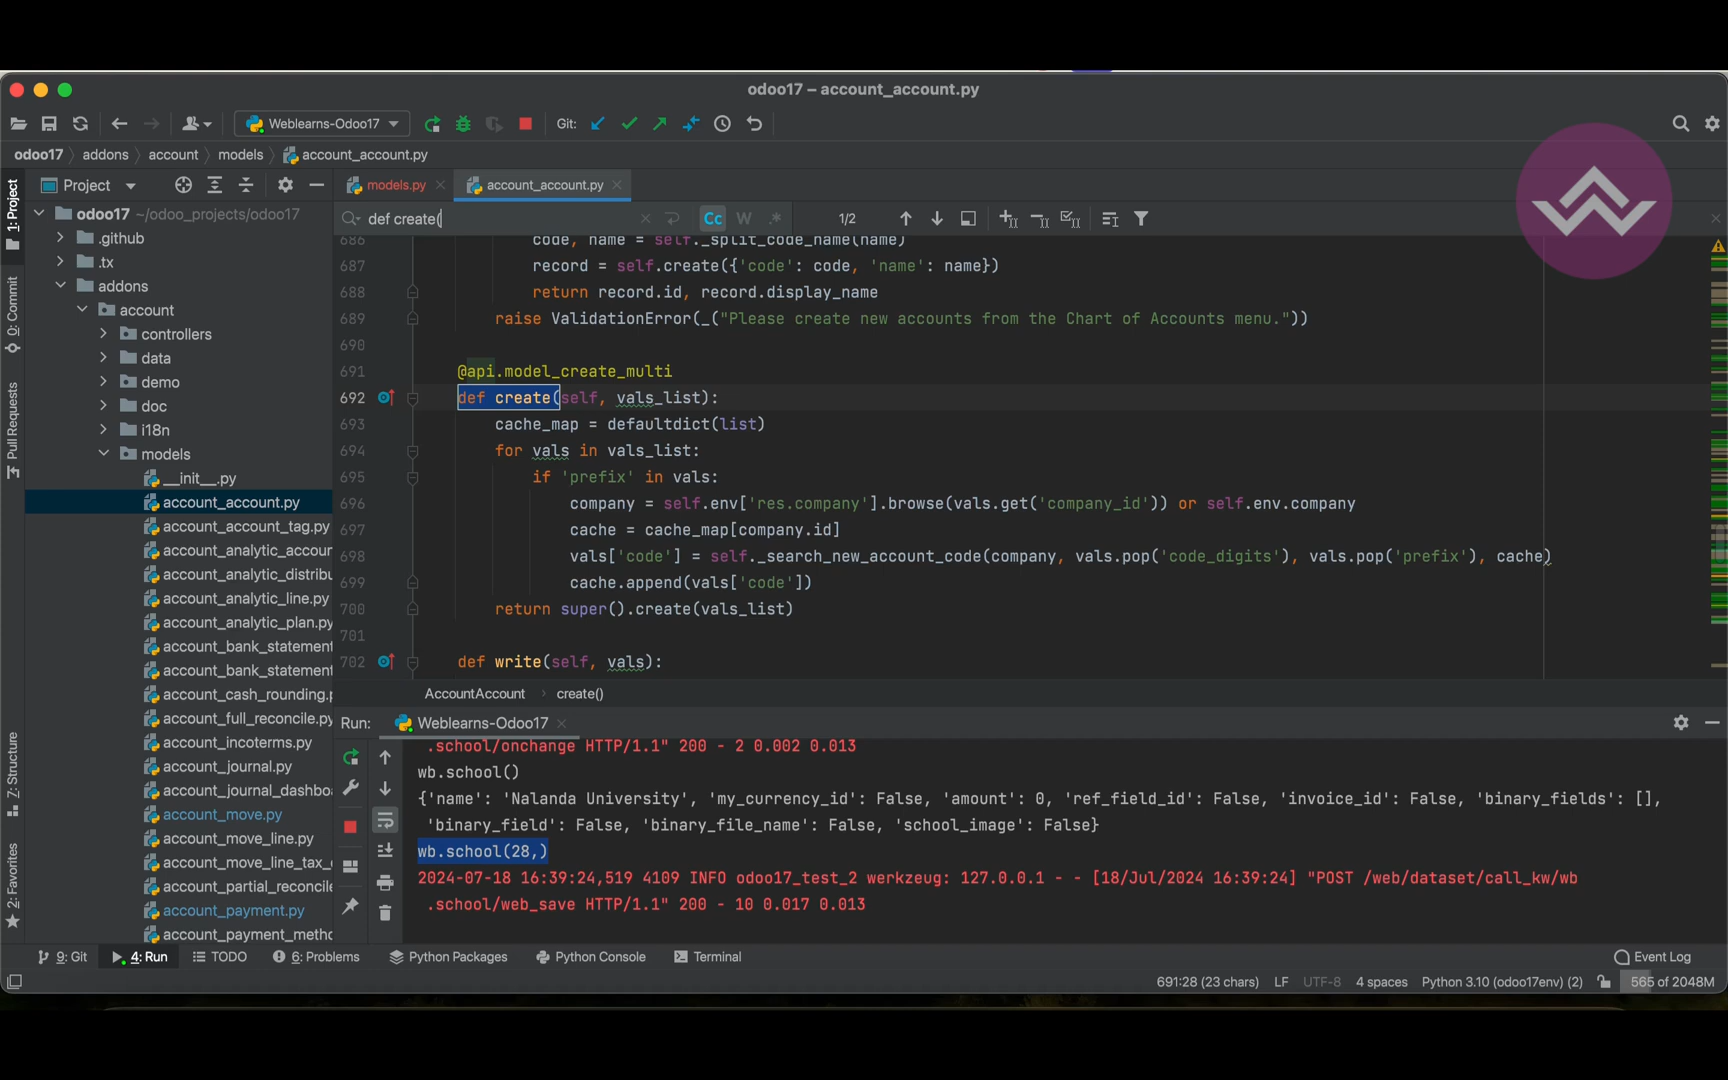 odoo17 – account_account.py
Weblearns-Odoo17
Git:
odoo17 addons account models account_account.py
1: Project
Project
models.py
account_account.py
def create(
Cc W .*
1/2
odoo17 ~/odoo_projects/odoo17
.github
.tx
addons
account
controllers
data
demo
doc
i18n
models
__init__.py
account_account.py
account_account_tag.py
account_analytic_accour
account_analytic_distribu
account_analytic_line.py
account_analytic_plan.py
account_bank_statement
account_bank_statement
account_cash_rounding.p
account_full_reconcile.py
account_incoterms.py
account_journal.py
account_journal_dashboa
account_move.py
account_move_line.py
account_move_line_tax_
account_partial_reconcile
account_payment.py
account_payment_metho
0: Commit
Pull Requests
Z: Structure
2: Favorites
686 code, name = self._split_code_name(name)
687 record = self.create({'code': code, 'name': name})
688 return record.id, record.display_name
689 raise ValidationError(_("Please create new accounts from the Chart of Accounts menu."))
690
691 @api.model_create_multi
692 def create(self, vals_list):
693 cache_map = defaultdict(list)
694 for vals in vals_list:
695 if 'prefix' in vals:
696 company = self.env['res.company'].browse(vals.get('company_id')) or self.env.company
697 cache = cache_map[company.id]
698 vals['code'] = self._search_new_account_code(company, vals.pop('code_digits'), vals.pop('prefix'), cache)
699 cache.append(vals['code'])
700 return super().create(vals_list)
701
702 def write(self, vals):
AccountAccount create()
Run: Weblearns-Odoo17
.school/onchange HTTP/1.1" 200 - 2 0.002 0.013
wb.school()
{'name': 'Nalanda University', 'my_currency_id': False, 'amount': 0, 'ref_field_id': False, 'invoice_id': False, 'binary_fields': [],
'binary_field': False, 'binary_file_name': False, 'school_image': False}
wb.school(28,)
2024-07-18 16:39:24,519 4109 INFO odoo17_test_2 werkzeug: 127.0.0.1 - - [18/Jul/2024 16:39:24] "POST /web/dataset/call_kw/wb
.school/web_save HTTP/1.1" 200 - 10 0.017 0.013
9: Git 4: Run TODO 6: Problems Python Packages Python Console Terminal Event Log
691:28 (23 chars) LF UTF-8 4 spaces Python 3.10 (odoo17env) (2) 565 of 2048M